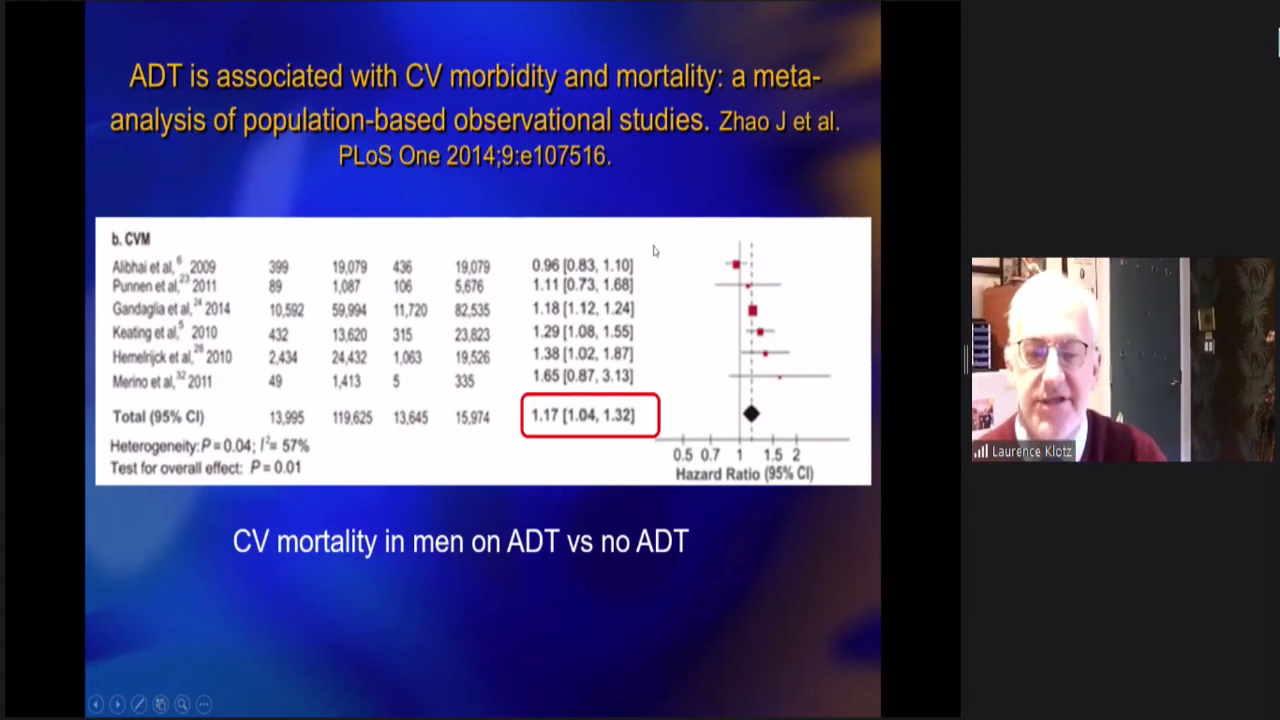 ADT is associated with CV morbidity and mortality: a meta-
analysis of population-based observational studies. Zhao J et al.
PLoS One 2014;9:e107516.
b. CVM
Alibhai et al,6 2009 399 19,079 436 19,079 0.96 [0.83, 1.10]
Punnen et al,23 2011 89 1,087 106 5,676 1.11 [0.73, 1.68]
Gandaglia et al,24 2014 10,592 59,994 11,720 82,535 1.18 [1.12, 1.24]
Keating et al,5 2010 432 13,620 315 23,823 1.29 [1.08, 1.55]
Hemelrijck et al,28 2010 2,434 24,432 1,063 19,526 1.38 [1.02, 1.87]
Merino et al,32 2011 49 1,413 5 335 1.65 [0.87, 3.13]
Total (95% CI) 13,995 119,625 13,645 15,974 1.17 [1.04, 1.32]
Heterogeneity: P = 0.04; I2= 57%
Test for overall effect: P = 0.01
0.5 0.7 1 1.5 2
Hazard Ratio (95% CI)
CV mortality in men on ADT vs no ADT
Laurence Klotz